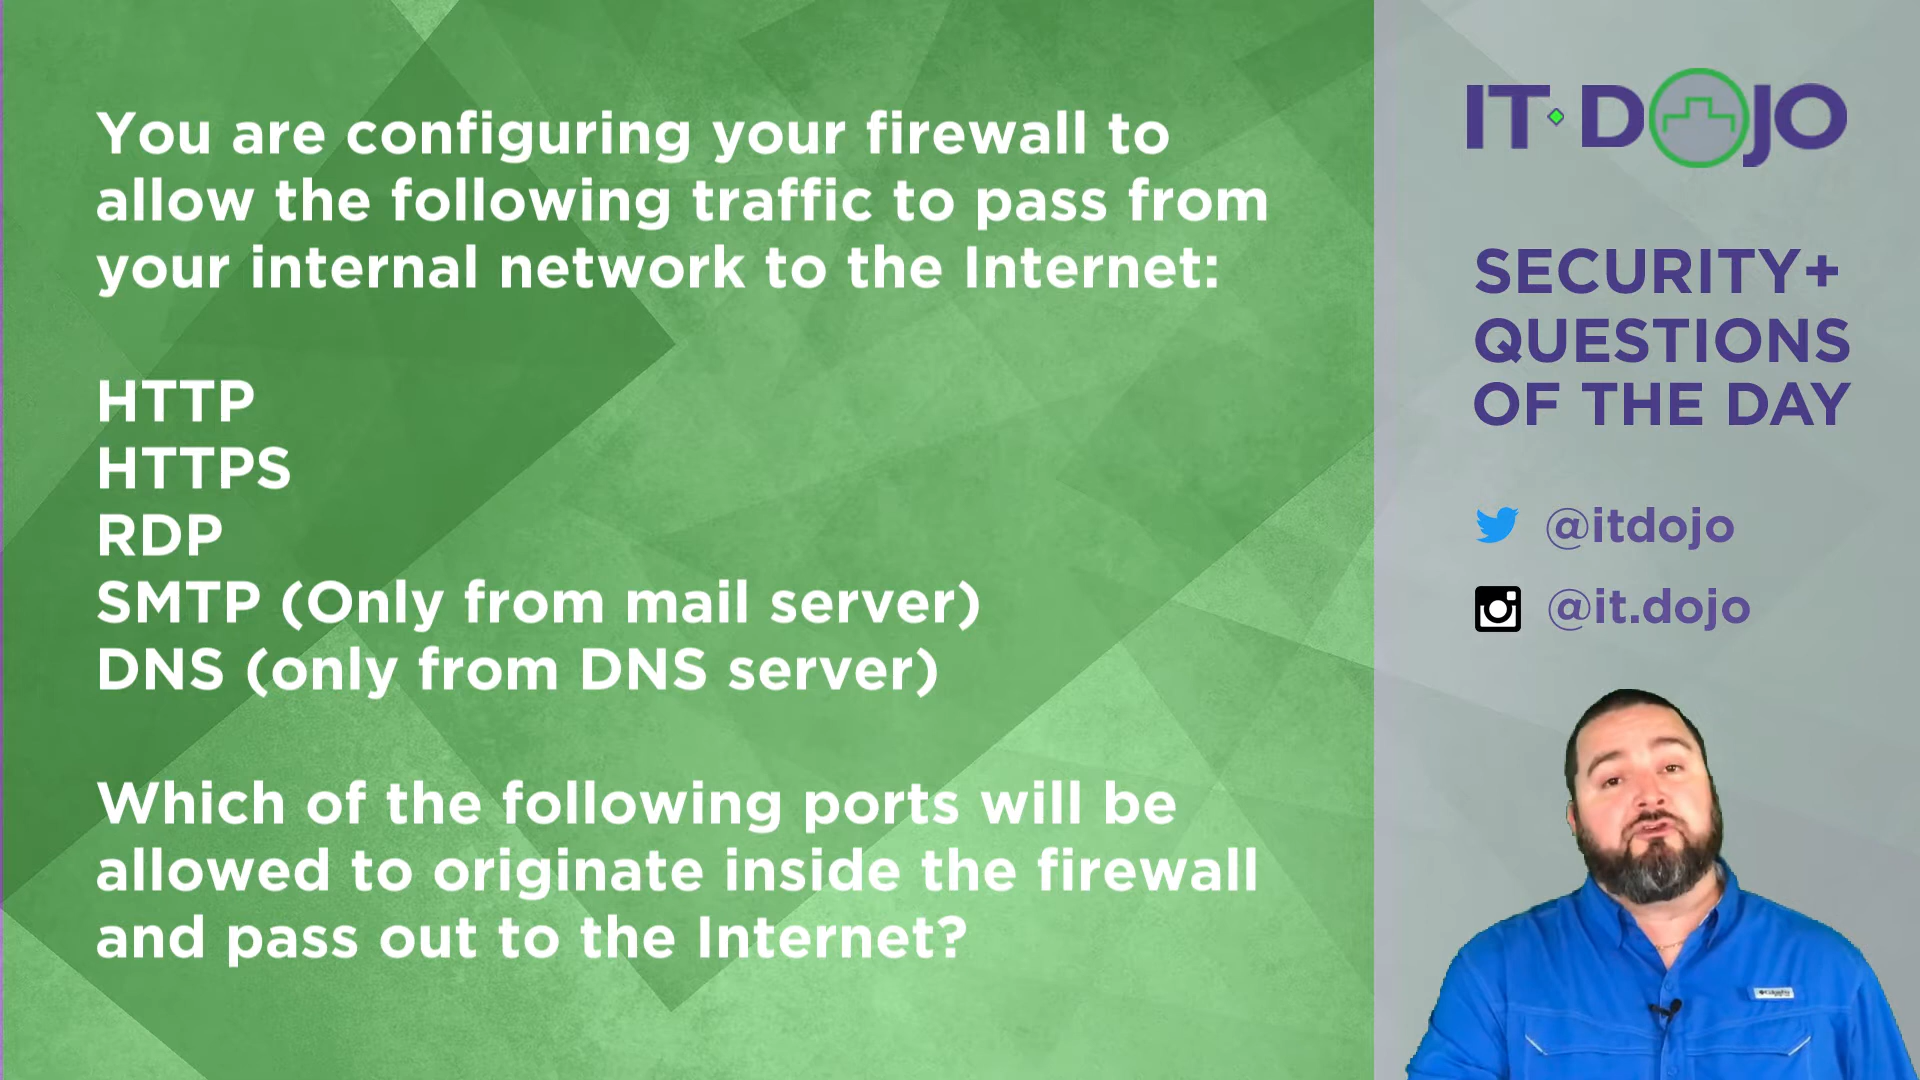 You are configuring your firewall to
allow the following traffic to pass from
your internal network to the Internet:
HTTP
HTTPS
RDP
SMTP (Only from mail server)
DNS (only from DNS server)
Which of the following ports will be
allowed to originate inside the firewall
and pass out to the Internet?
IT DOJO
SECURITY+
QUESTIONS
OF THE DAY
@itdojo
@it.dojo
Columbia